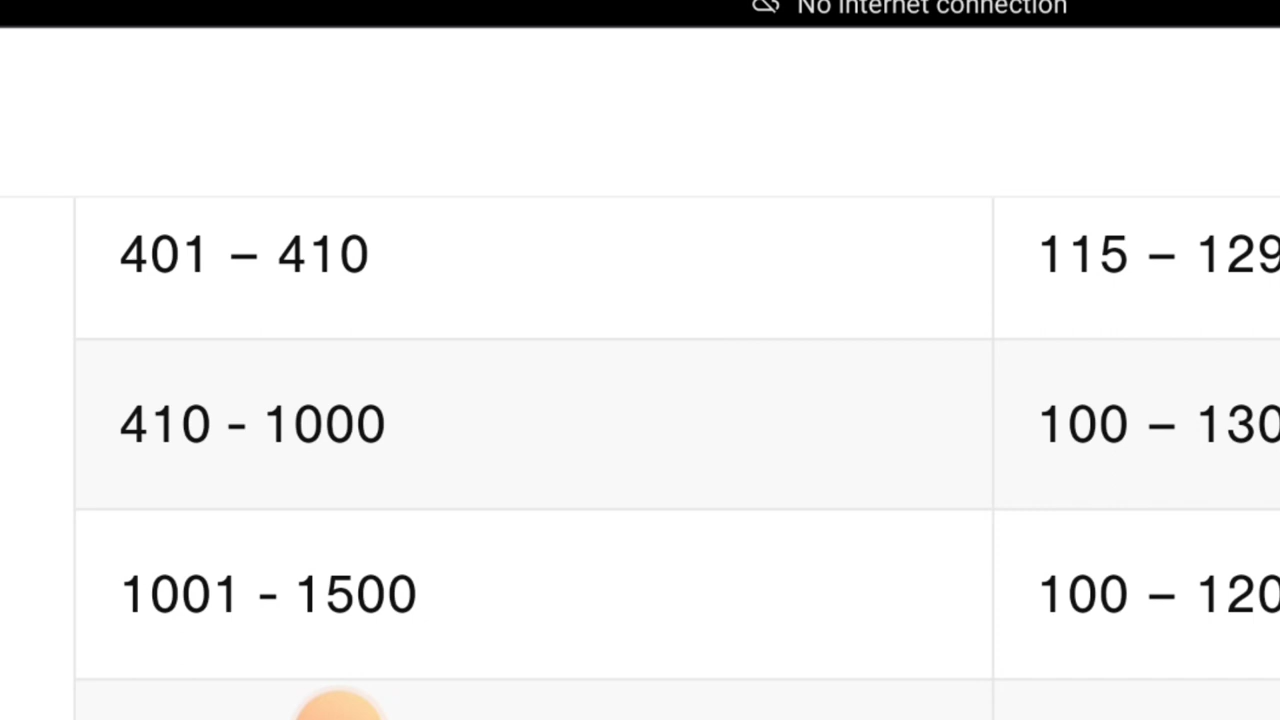 No internet connection
401 – 410 115 – 129
410 - 1000 100 – 130
1001 - 1500 100 – 120